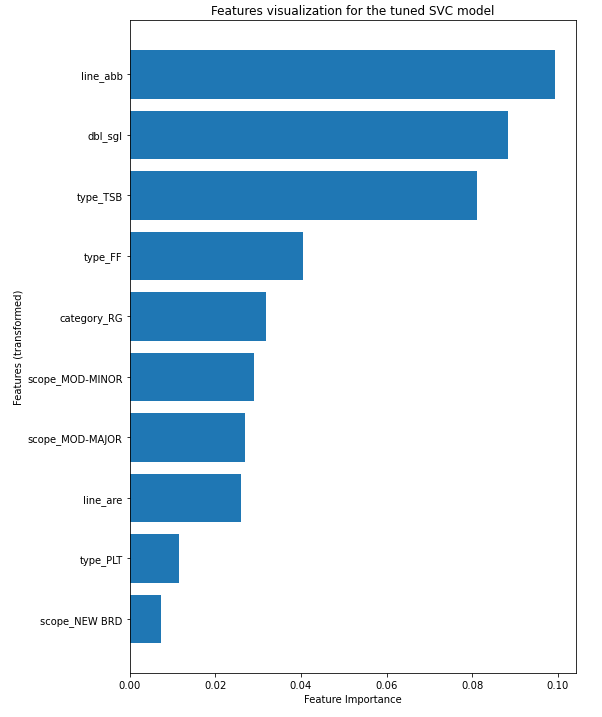 Features visualization for the tuned SVC model
line_abb
dbl_sgl
type_TSB
type_FF
category_RG
scope_MOD-MINOR
scope_MOD-MAJOR
line_are
type_PLT
scope_NEW BRD
Features (transformed)
0.00 0.02 0.04 0.06 0.08 0.10
Feature Importance